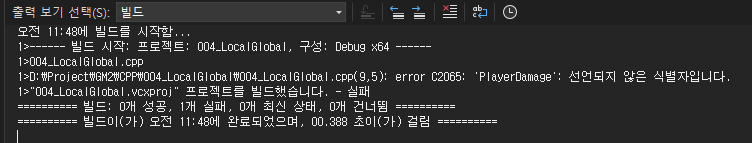 출력 보기 선택(S): 빌드
오전 11:48에 빌드를 시작함...
1>------ 빌드 시작: 프로젝트: 004_LocalGlobal, 구성: Debug x64 ------
1>004_LocalGlobal.cpp
1>D:\Project\GM2\CPP\004_LocalGlobal\004_LocalGlobal.cpp(9,5): error C2065: 'PlayerDamage': 선언되지 않은 식별자입니다.
1>"004_LocalGlobal.vcxproj" 프로젝트를 빌드했습니다. - 실패
========== 빌드: 0개 성공, 1개 실패, 0개 최신 상태, 0개 건너뜀 ==========
========== 빌드이(가) 오전 11:48에 완료되었으며, 00.388 초이(가) 걸림 ==========